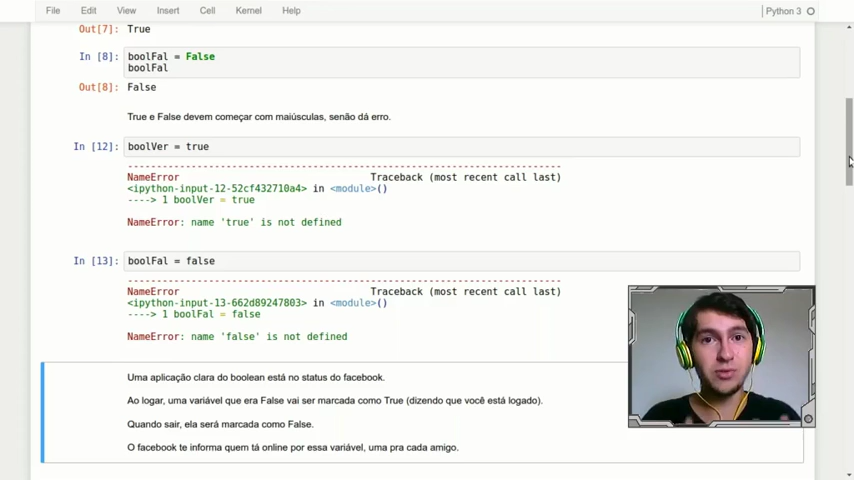 File Edit View Insert Cell Kernel Help Python 3
Out[7]: True
In [8]: boolFal = False
boolFal
Out[8]: False
True e False devem começar com maiúsculas, senão dá erro.
In [12]: boolVer = true
---------------------------------------------------------------------------
NameError Traceback (most recent call last)
<ipython-input-12-52cf432710a4> in <module>()
----> 1 boolVer = true
NameError: name 'true' is not defined
In [13]: boolFal = false
---------------------------------------------------------------------------
NameError Traceback (most recent call last)
<ipython-input-13-662d89247803> in <module>()
----> 1 boolFal = false
NameError: name 'false' is not defined
Uma aplicação clara do boolean está no status do facebook.
Ao logar, uma variável que era False vai ser marcada como True (dizendo que você está logado).
Quando sair, ela será marcada como False.
O facebook te informa quem tá online por essa variável, uma pra cada amigo.